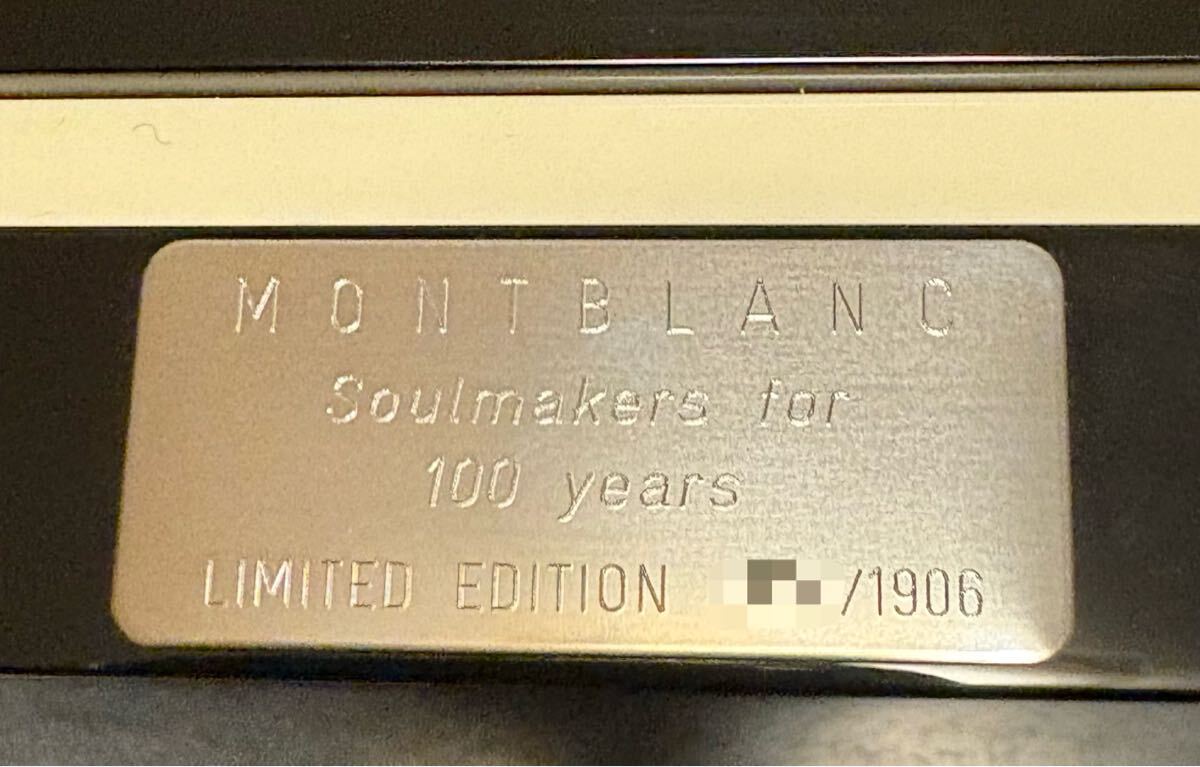 MONTBLANC
Soulmakers for
100 years
LIMITED EDITION /1906